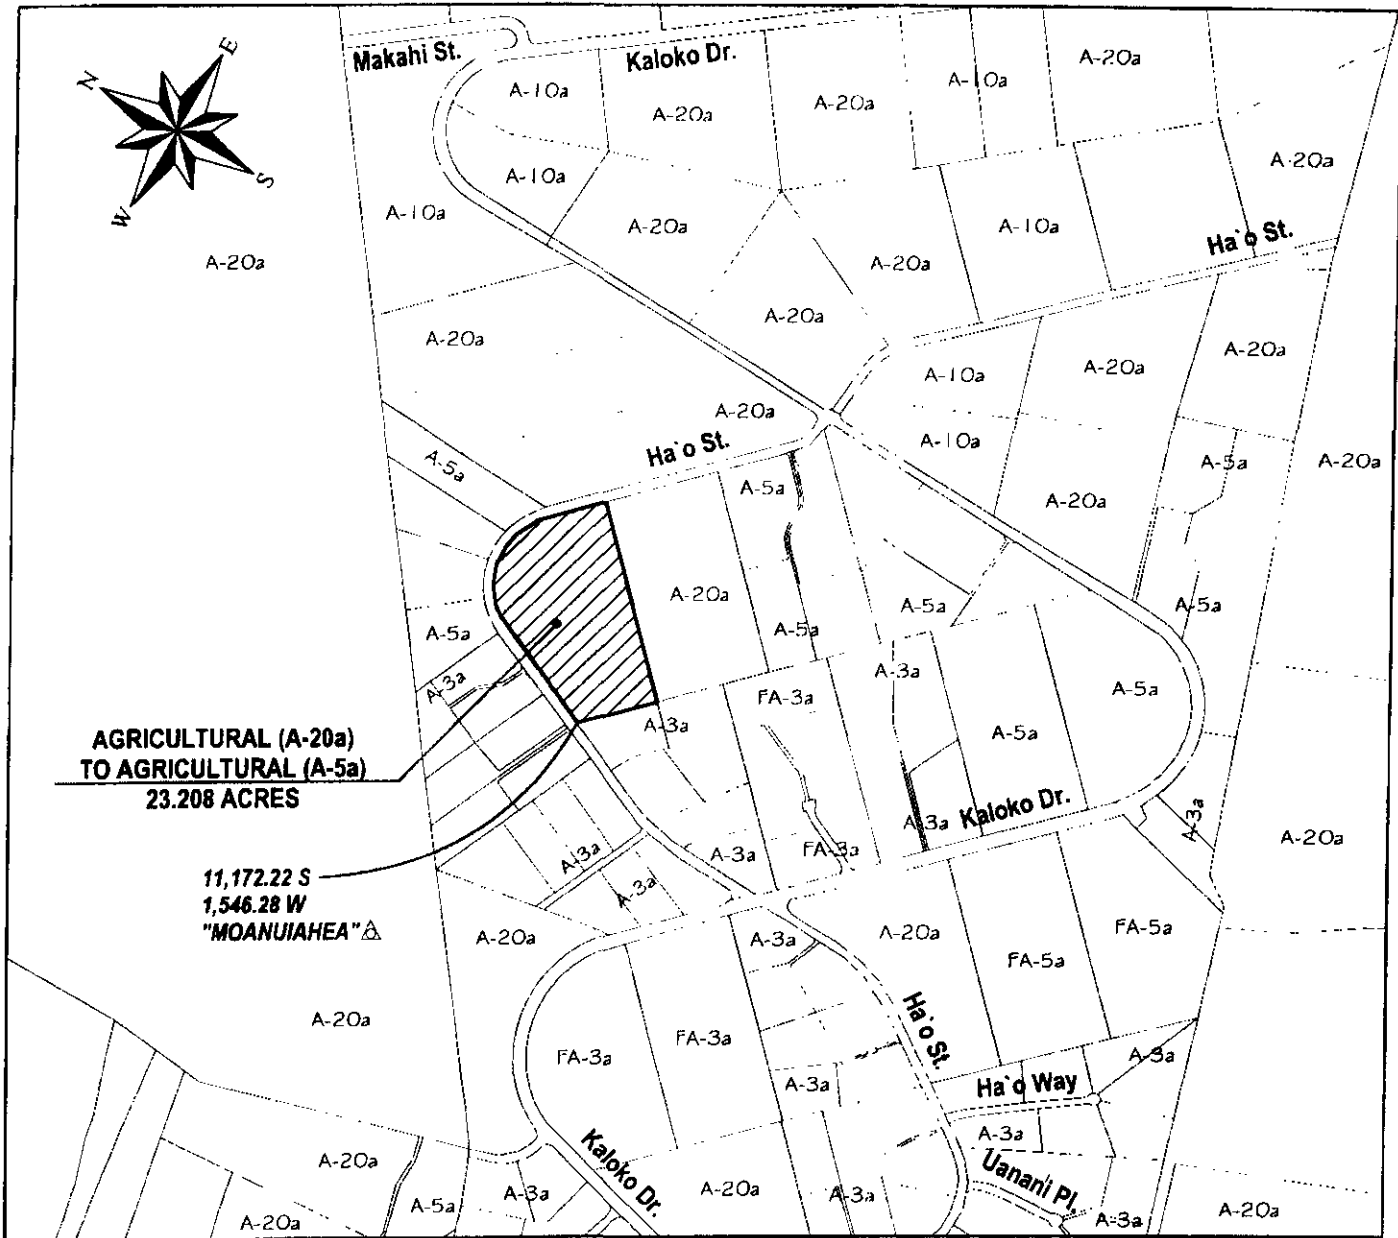 N
E
S
W
Makahi St.
Kaloko Dr.
A-10a
A-20a
A-20a
A-10a
A-20a
A-20a
A-10a
A-10a
A-20a
A-10a
A-20a
A-20a
Ha'o St.
A-20a
A-20a
A-20a
A-10a
A-20a
A-20a
A-20a
A-10a
Ha'o St.
A-5a
A-5a
A-5a
A-20a
A-20a
A-20a
A-5a
A-5a
A-5a
A-5a
A-3a
A-3a
FA-3a
A-5a
A-3a
A-5a
AGRICULTURAL (A-20a)
TO AGRICULTURAL (A-5a)
23.208 ACRES
A-3a
Kaloko Dr.
A-3a
A-20a
A-3a
A-3a
FA-3a
A-3a
11,172.22 S
1,546.28 W
"MOANUIAHEA"
A-20a
A-3a
A-20a
FA-5a
FA-5a
A-20a
FA-3a
FA-3a
Ha'o St.
A-3a
A-3a
Ha'o Way
A-3a
Uanani Pl.
A-20a
A-5a
A-3a
Kaloko Dr.
A-20a
A-3a
A-3a
A-20a
A-20a